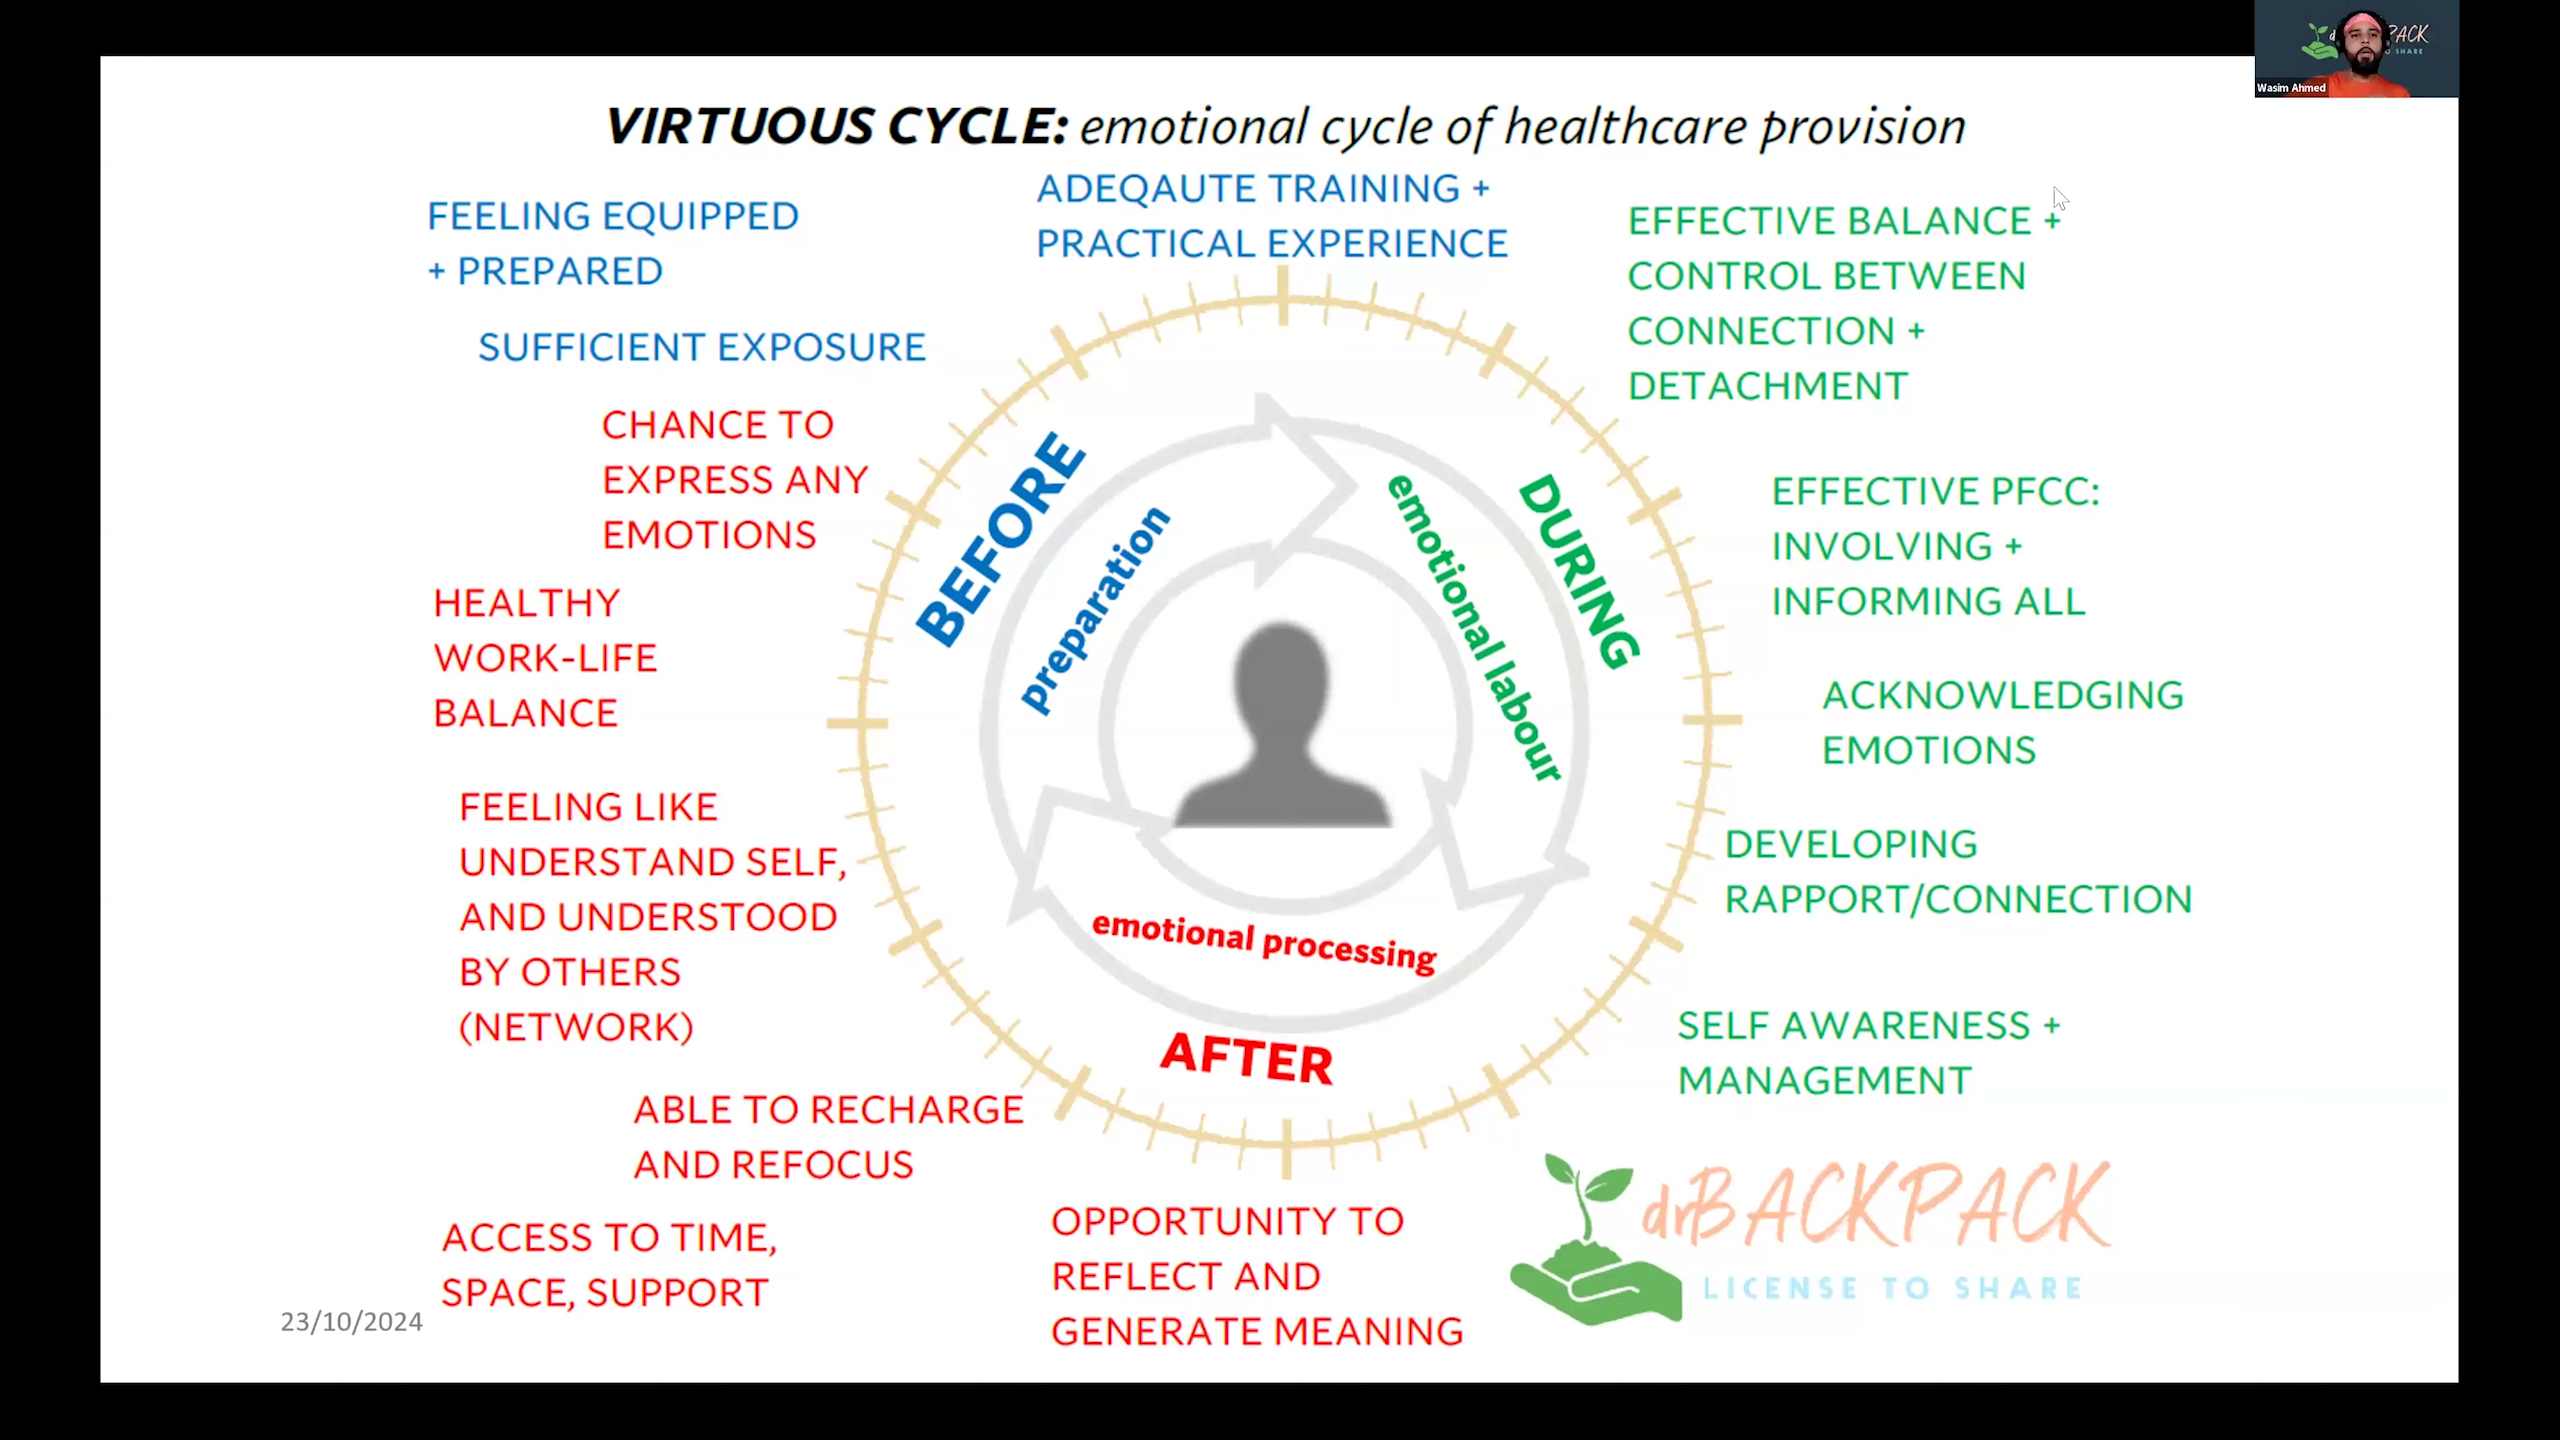 VIRTUOUS CYCLE: emotional cycle of healthcare provision
FEELING EQUIPPED
+ PREPARED
SUFFICIENT EXPOSURE
ADEQAUTE TRAINING +
PRACTICAL EXPERIENCE
EFFECTIVE BALANCE +
CONTROL BETWEEN
CONNECTION +
DETACHMENT
EFFECTIVE PFCC:
INVOLVING +
INFORMING ALL
ACKNOWLEDGING
EMOTIONS
DEVELOPING
RAPPORT/CONNECTION
SELF AWARENESS +
MANAGEMENT
CHANCE TO
EXPRESS ANY
EMOTIONS
HEALTHY
WORK-LIFE
BALANCE
FEELING LIKE
UNDERSTAND SELF,
AND UNDERSTOOD
BY OTHERS
(NETWORK)
ABLE TO RECHARGE
AND REFOCUS
ACCESS TO TIME,
SPACE, SUPPORT
OPPORTUNITY TO
REFLECT AND
GENERATE MEANING
BEFORE
preparation
DURING
emotional labour
emotional processing
AFTER
drBACKPACK
LICENSE TO SHARE
23/10/2024
PACK
SHARE
Wasim Ahmed